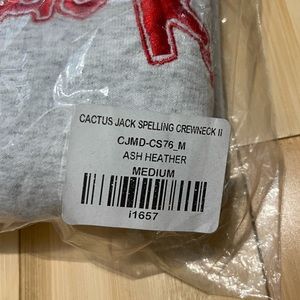 CACTUS JACK SPELLING CREWNECK II
CJMD-CS76_M
ASH HEATHER
MEDIUM
i1657